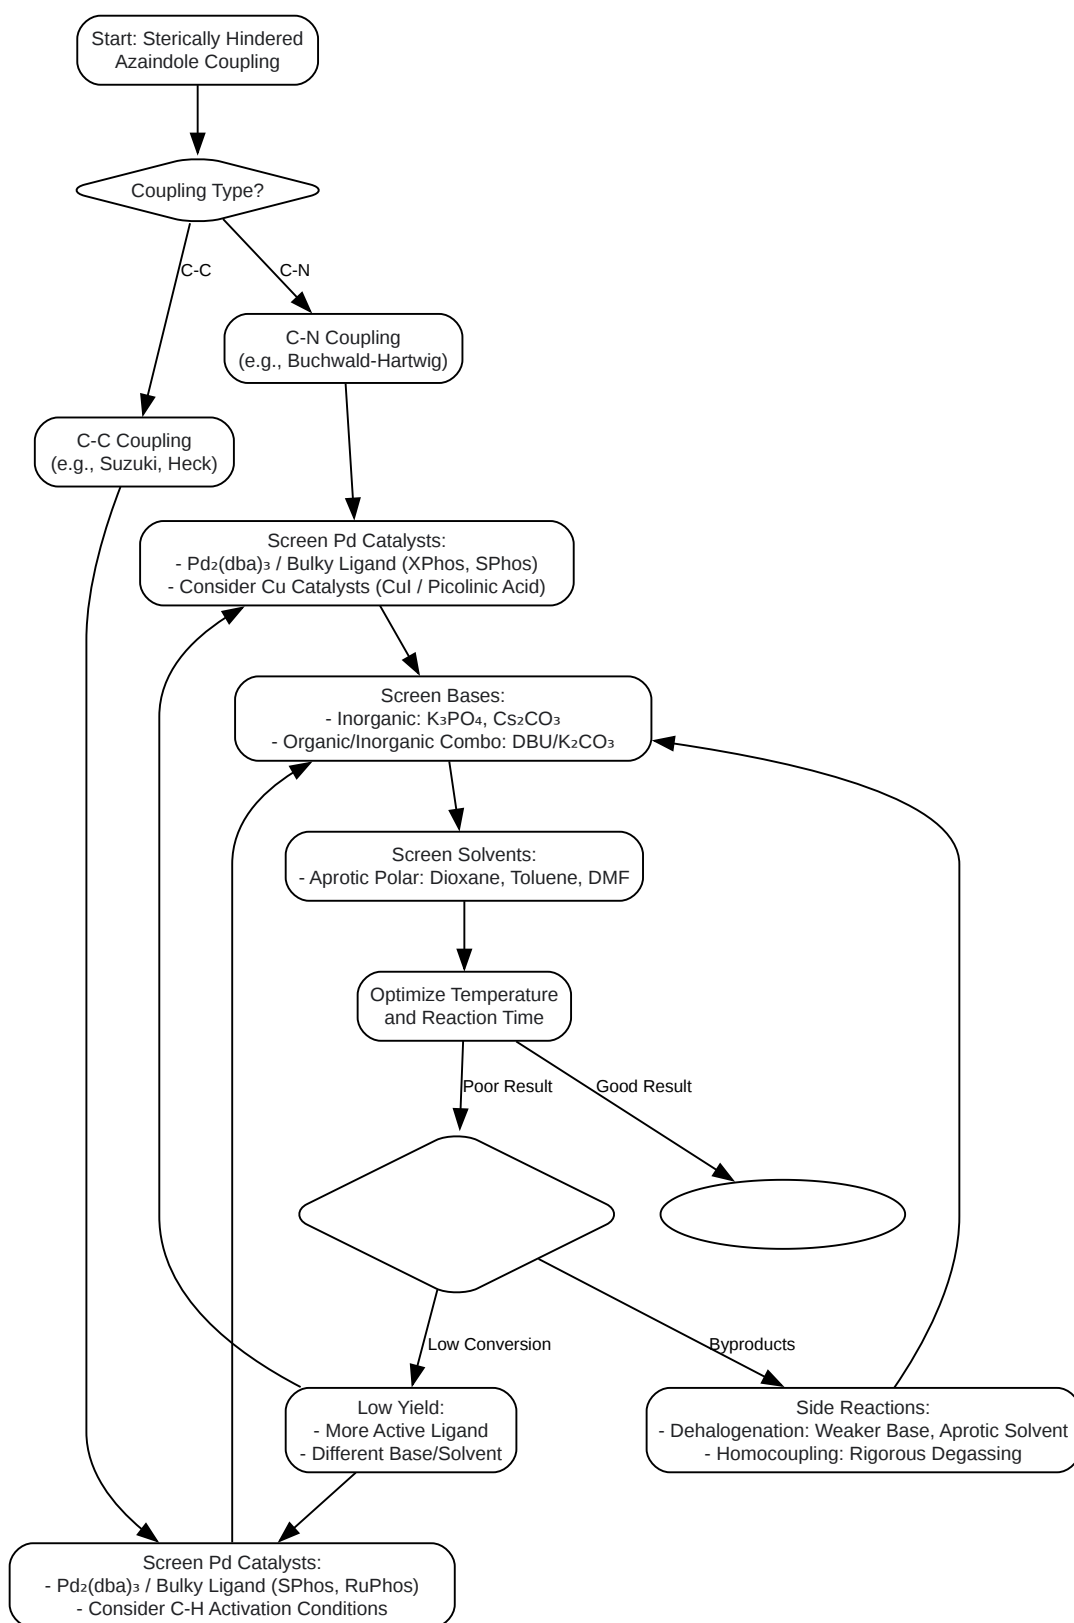 Start: Sterically Hindered
Azaindole Coupling
Coupling Type?
C-C
C-N
C-N Coupling
(e.g., Buchwald-Hartwig)
C-C Coupling
(e.g., Suzuki, Heck)
Screen Pd Catalysts:
- Pd₂(dba)₃ / Bulky Ligand (XPhos, SPhos)
- Consider Cu Catalysts (CuI / Picolinic Acid)
Screen Bases:
- Inorganic: K₃PO₄, Cs₂CO₃
- Organic/Inorganic Combo: DBU/K₂CO₃
Screen Solvents:
- Aprotic Polar: Dioxane, Toluene, DMF
Optimize Temperature
and Reaction Time
Poor Result
Good Result
Low Conversion
Byproducts
Low Yield:
- More Active Ligand
- Different Base/Solvent
Side Reactions:
- Dehalogenation: Weaker Base, Aprotic Solvent
- Homocoupling: Rigorous Degassing
Screen Pd Catalysts:
- Pd₂(dba)₃ / Bulky Ligand (SPhos, RuPhos)
- Consider C-H Activation Conditions